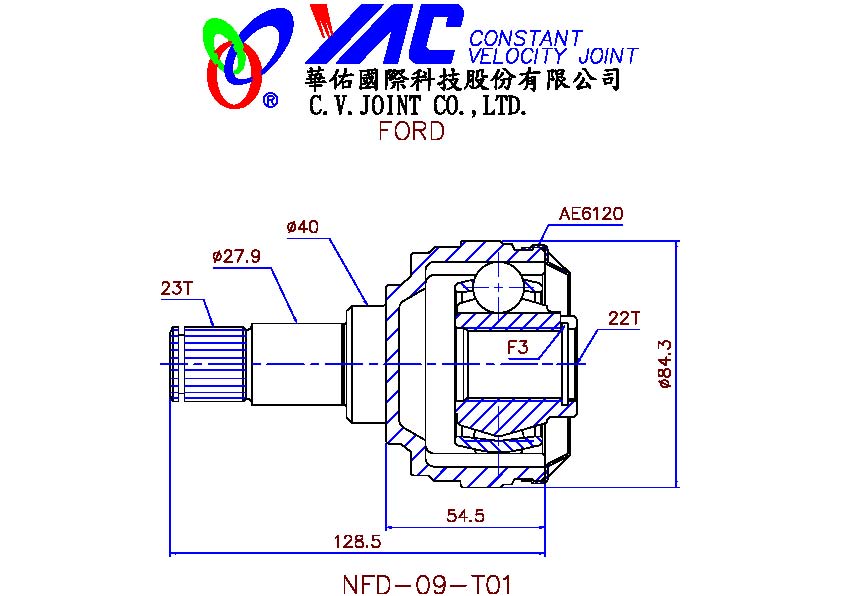 YAC CONSTANT
VELOCITY JOINT
華佑國際科技股份有限公司
®
C.V.JOINT CO.,LTD.
FORD
AE6120
ø40
ø27.9
23T
22T
F3
ø84.3
54.5
128.5
NFD-09-T01